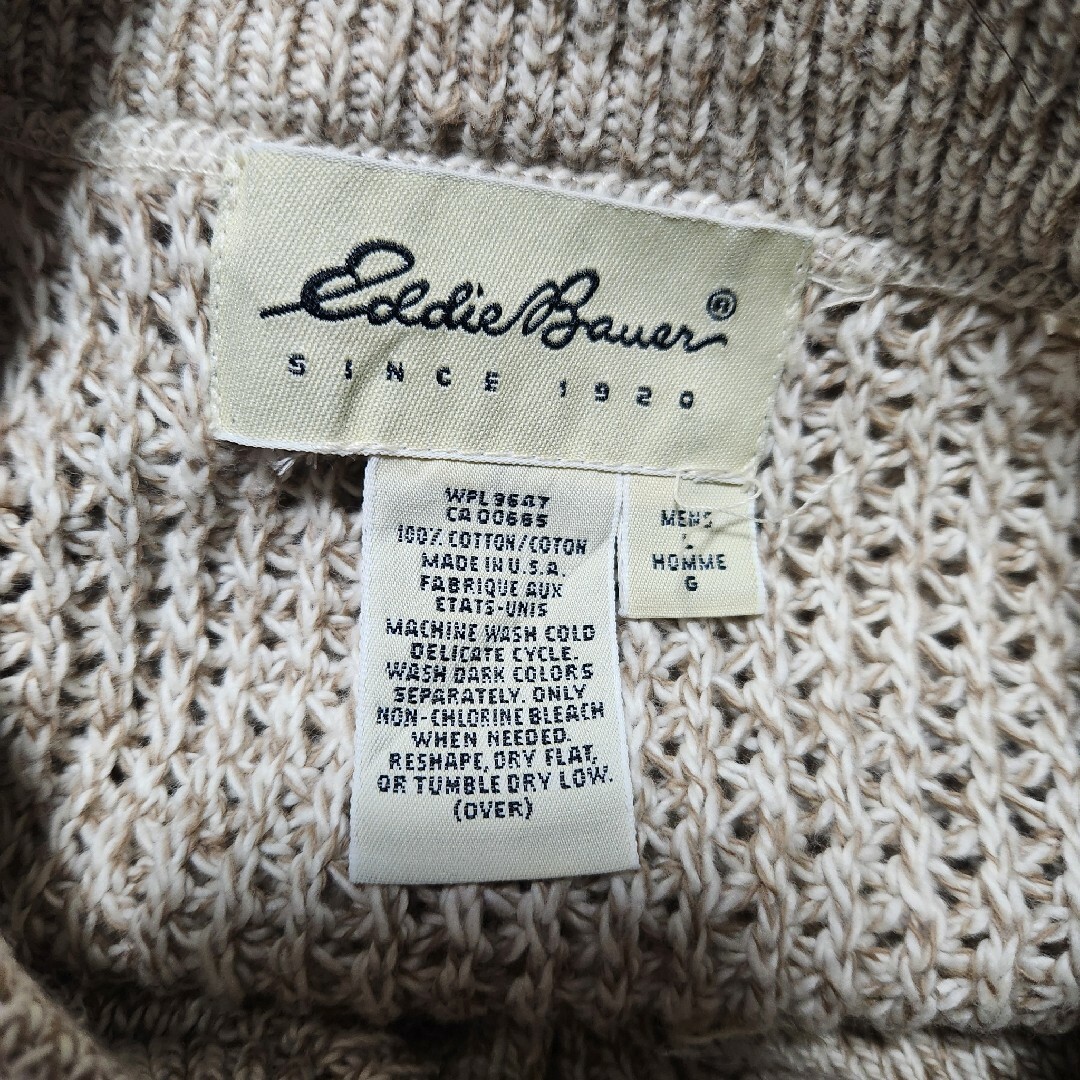 Eddie Bauer ®
SINCE 1920
WPL3647
CA 00665
100% COTTON/COTON
MADE IN U.S.A.
FABRIQUE AUX
ETATS-UNIS
MACHINE WASH COLD
DELICATE CYCLE.
WASH DARK COLORS
SEPARATELY. ONLY
NON-CHLORINE BLEACH
WHEN NEEDED.
RESHAPE, DRY FLAT,
OR TUMBLE DRY LOW.
(OVER)
MENS
L
HOMME
G